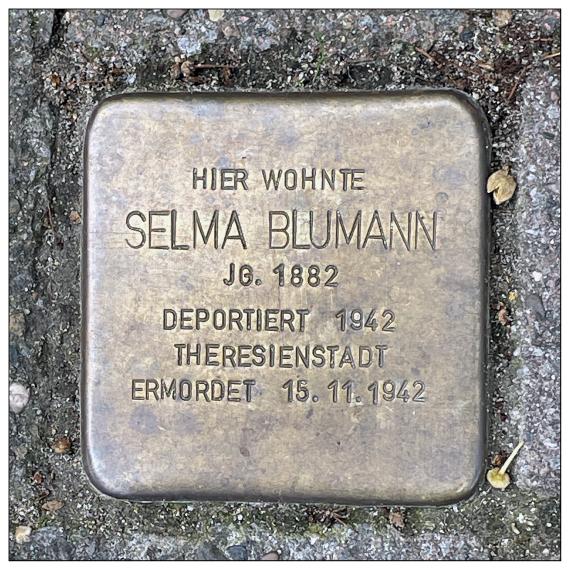 HIER WOHNTE
SELMA BLUMANN
JG. 1882
DEPORTIERT 1942
THERESIENSTADT
ERMORDET 15.11.1942